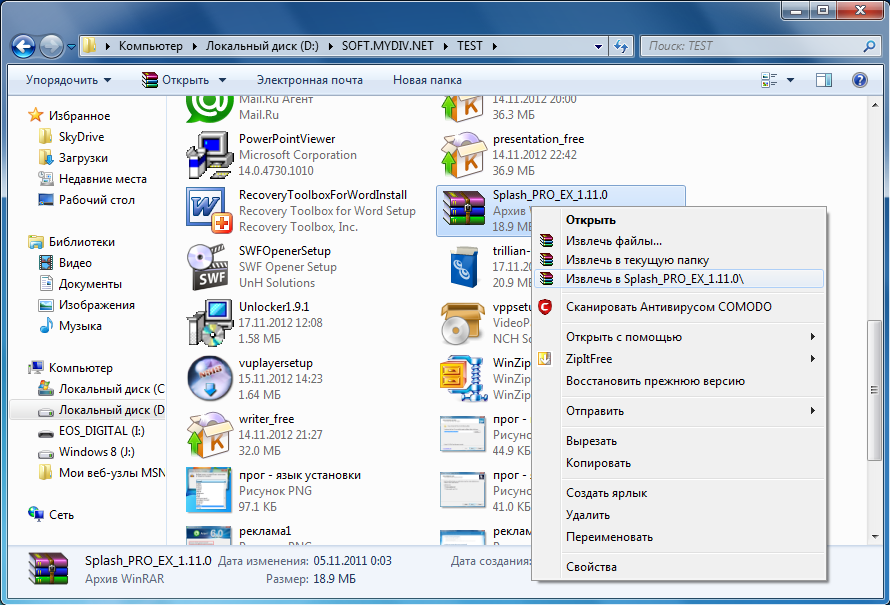 Компьютер Локальный диск (D:) SOFT.MYDIV.NET TEST
Поиск: TEST
Упорядочить Открыть Электронная почта Новая папка
Избранное
SkyDrive
Загрузки
Недавние места
Рабочий стол
Библиотеки
Видео
Документы
Изображения
Музыка
Компьютер
Локальный диск (C
Локальный диск (D
EOS_DIGITAL (I:)
Windows 8 (J:)
Мои веб-узлы MSN
Сеть
Mail.Ru Агент
Mail.Ru
PowerPointViewer
Microsoft Corporation
14.0.4730.1010
RecoveryToolboxForWordInstall
Recovery Toolbox for Word Setup
Recovery Toolbox, Inc.
SWFOpenerSetup
SWF Opener Setup
UnH Solutions
Unlocker1.9.1
17.11.2012 12:08
1.58 МБ
vuplayersetup
15.11.2012 14:23
1.64 МБ
writer_free
14.11.2012 21:27
32.0 МБ
прог - язык установки
Рисунок PNG
97.1 КБ
реклама1
14.11.2012 20:00
36.3 МБ
presentation_free
14.11.2012 22:42
36.9 МБ
Splash_PRO_EX_1.11.0
Архив W
18.9 МБ
trillian-
17.11.20
20.9 МБ
vppsetu
VideoP
NCH So
WinZip
WinZip
WinZip
прог -
Рисуно
44.9 КБ
прог -
Рисуно
41.0 КБ
реклам
Открыть
Извлечь файлы...
Извлечь в текущую папку
Извлечь в Splash_PRO_EX_1.11.0\
Сканировать Антивирусом COMODO
Открыть с помощью
ZipItFree
Восстановить прежнюю версию
Отправить
Вырезать
Копировать
Создать ярлык
Удалить
Переименовать
Свойства
Splash_PRO_EX_1.11.0 Дата изменения: 05.11.2011 0:03 Дата создания:
Архив WinRAR Размер: 18.9 МБ